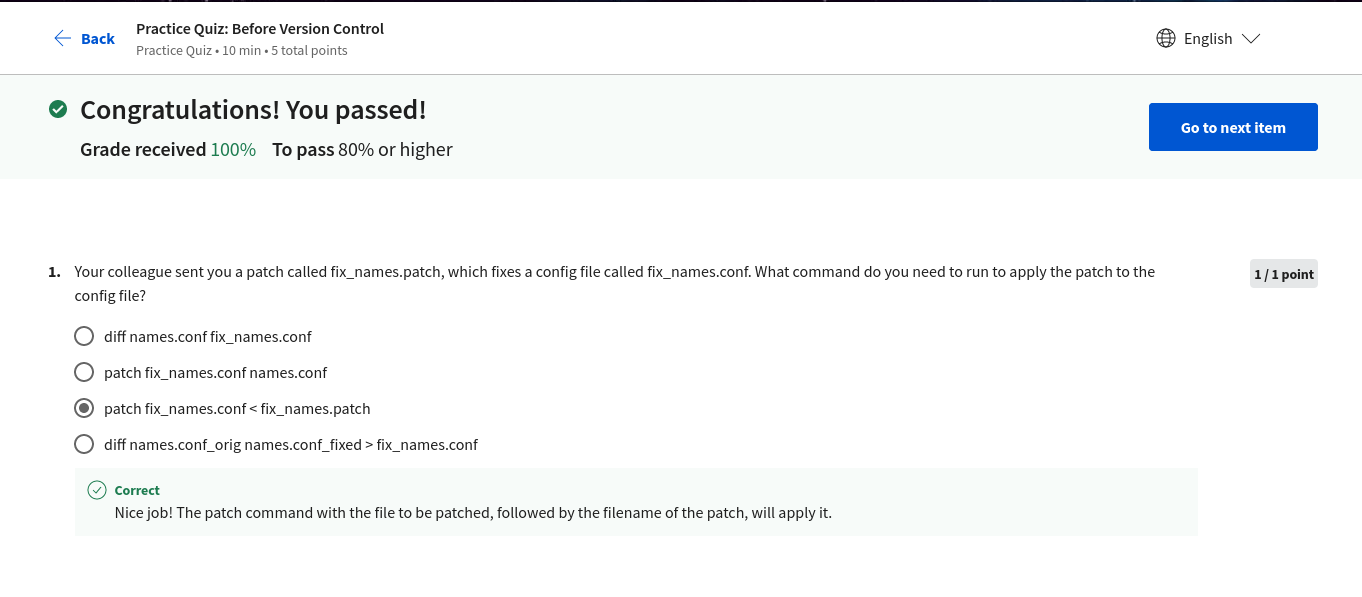 Back
Practice Quiz: Before Version Control
Practice Quiz • 10 min • 5 total points
English
Congratulations! You passed!
Grade received 100% To pass 80% or higher
Go to next item
1. Your colleague sent you a patch called fix_names.patch, which fixes a config file called fix_names.conf. What command do you need to run to apply the patch to the
config file?
1 / 1 point
diff names.conf fix_names.conf
patch fix_names.conf names.conf
patch fix_names.conf < fix_names.patch
diff names.conf_orig names.conf_fixed > fix_names.conf
Correct
Nice job! The patch command with the file to be patched, followed by the filename of the patch, will apply it.